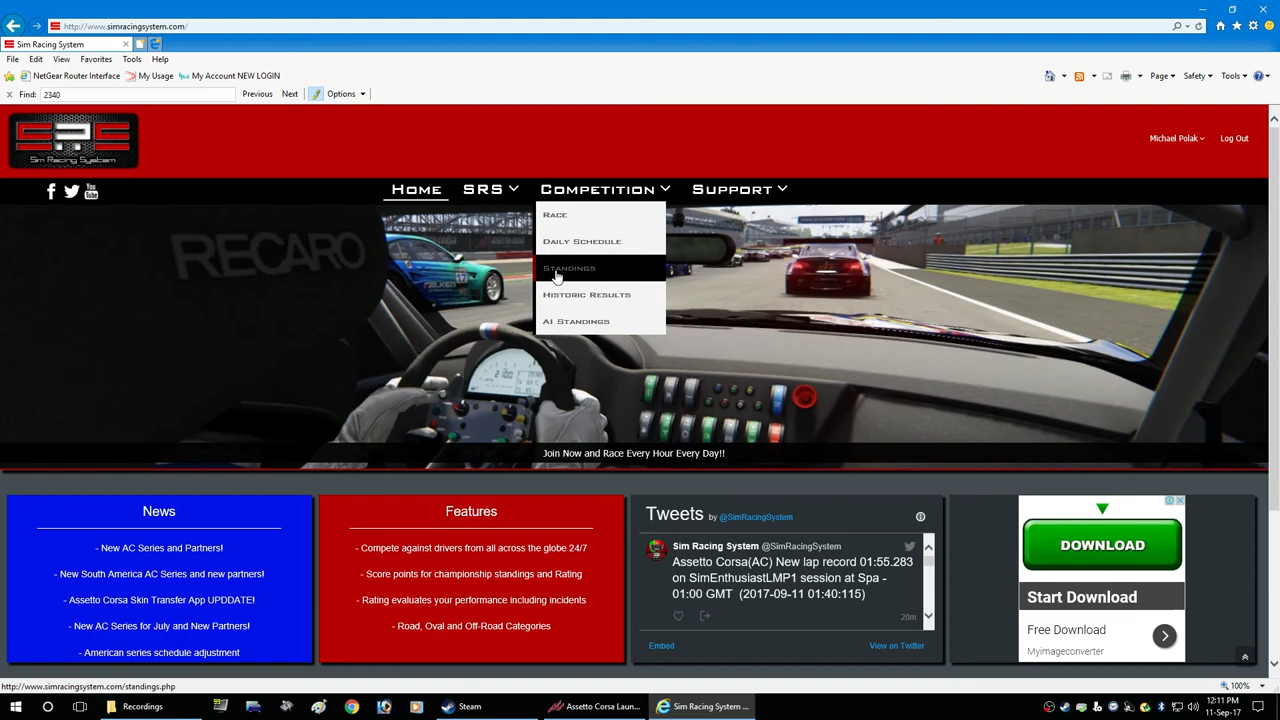 http://www.simracingsystem.com/
Sim Racing System
File Edit View Favorites Tools Help
NetGear Router Interface My Usage My Account NEW LOGIN
Page Safety Tools
Find: 2340 Previous Next Options
SRS
Sim Racing System
Michael Polak Log Out
Home SRS Competition Support
Race
Daily Schedule
Standings
Historic Results
AI Standings
RECARO
FALKEN
Join Now and Race Every Hour Every Day!!
News
- New AC Series and Partners!
- New South America AC Series and new partners!
- Assetto Corsa Skin Transfer App UPDDATE!
- New AC Series for July and New Partners!
- American series schedule adjustment
Features
- Compete against drivers from all across the globe 24/7
- Score points for championship standings and Rating
- Rating evaluates your performance including incidents
- Road, Oval and Off-Road Categories
Tweets by @SimRacingSystem
Sim Racing System @SimRacingSystem
Assetto Corsa(AC) New lap record 01:55.283
on SimEnthusiastLMP1 session at Spa -
01:00 GMT (2017-09-11 01:40:115)
20m
Embed View on Twitter
DOWNLOAD
Start Download
Free Download
Myimageconverter
http://www.simracingsystem.com/standings.php
100%
Recordings Steam Assetto Corsa Laun... Sim Racing System ...
12:11 PM
11-Sep-17